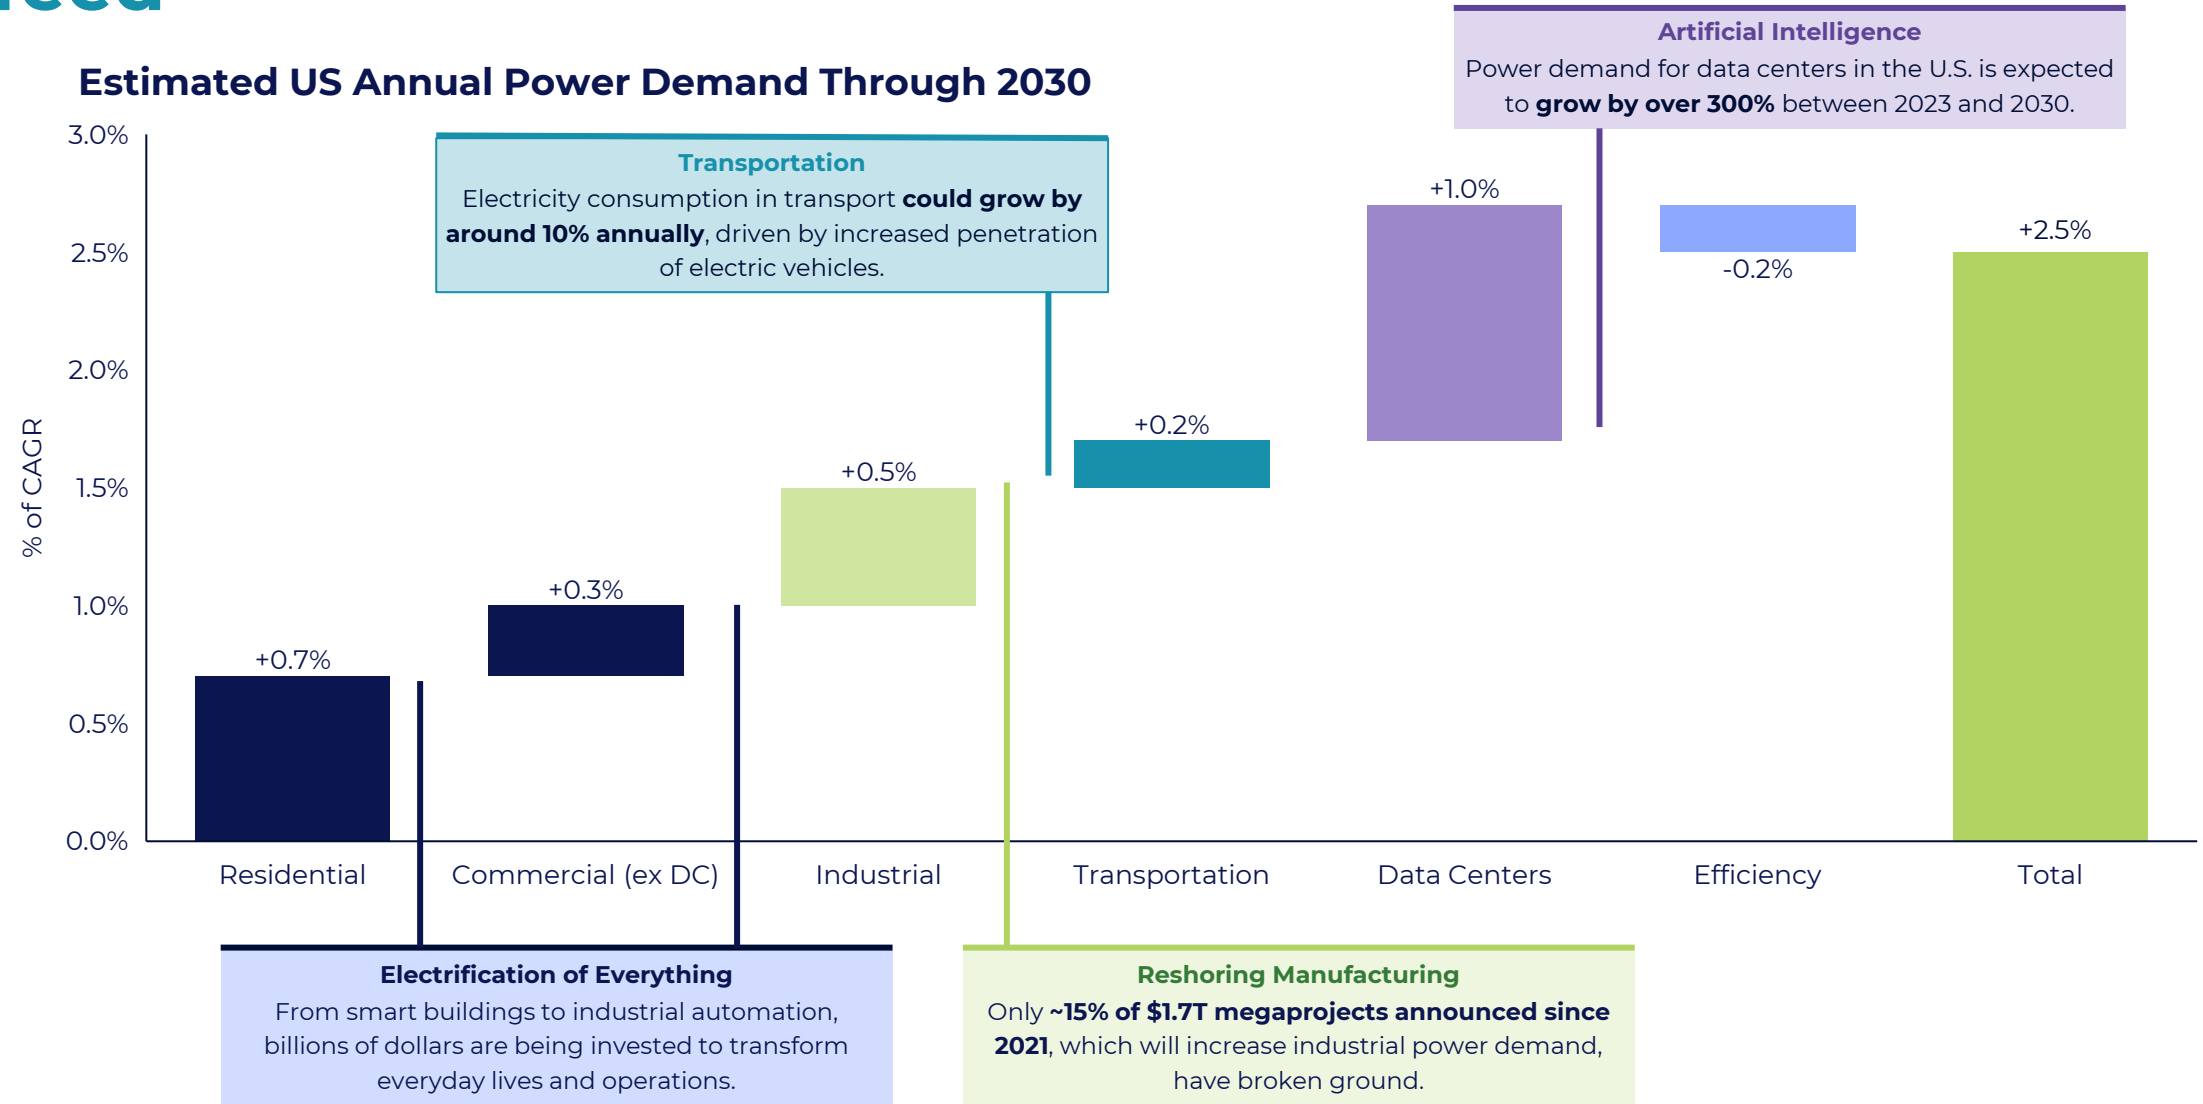 Estimated US Annual Power Demand Through 2030
Artificial Intelligence
Power demand for data centers in the U.S. is expected
to grow by over 300% between 2023 and 2030.
Transportation
Electricity consumption in transport could grow by
around 10% annually, driven by increased penetration
of electric vehicles.
% of CAGR
3.0%
2.5%
2.0%
1.5%
1.0%
0.5%
0.0%
+0.7%
+0.3%
+0.5%
+0.2%
+1.0%
-0.2%
+2.5%
Residential
Commercial (ex DC)
Industrial
Transportation
Data Centers
Efficiency
Total
Electrification of Everything
From smart buildings to industrial automation,
billions of dollars are being invested to transform
everyday lives and operations.
Reshoring Manufacturing
Only ~15% of $1.7T megaprojects announced since
2021, which will increase industrial power demand,
have broken ground.